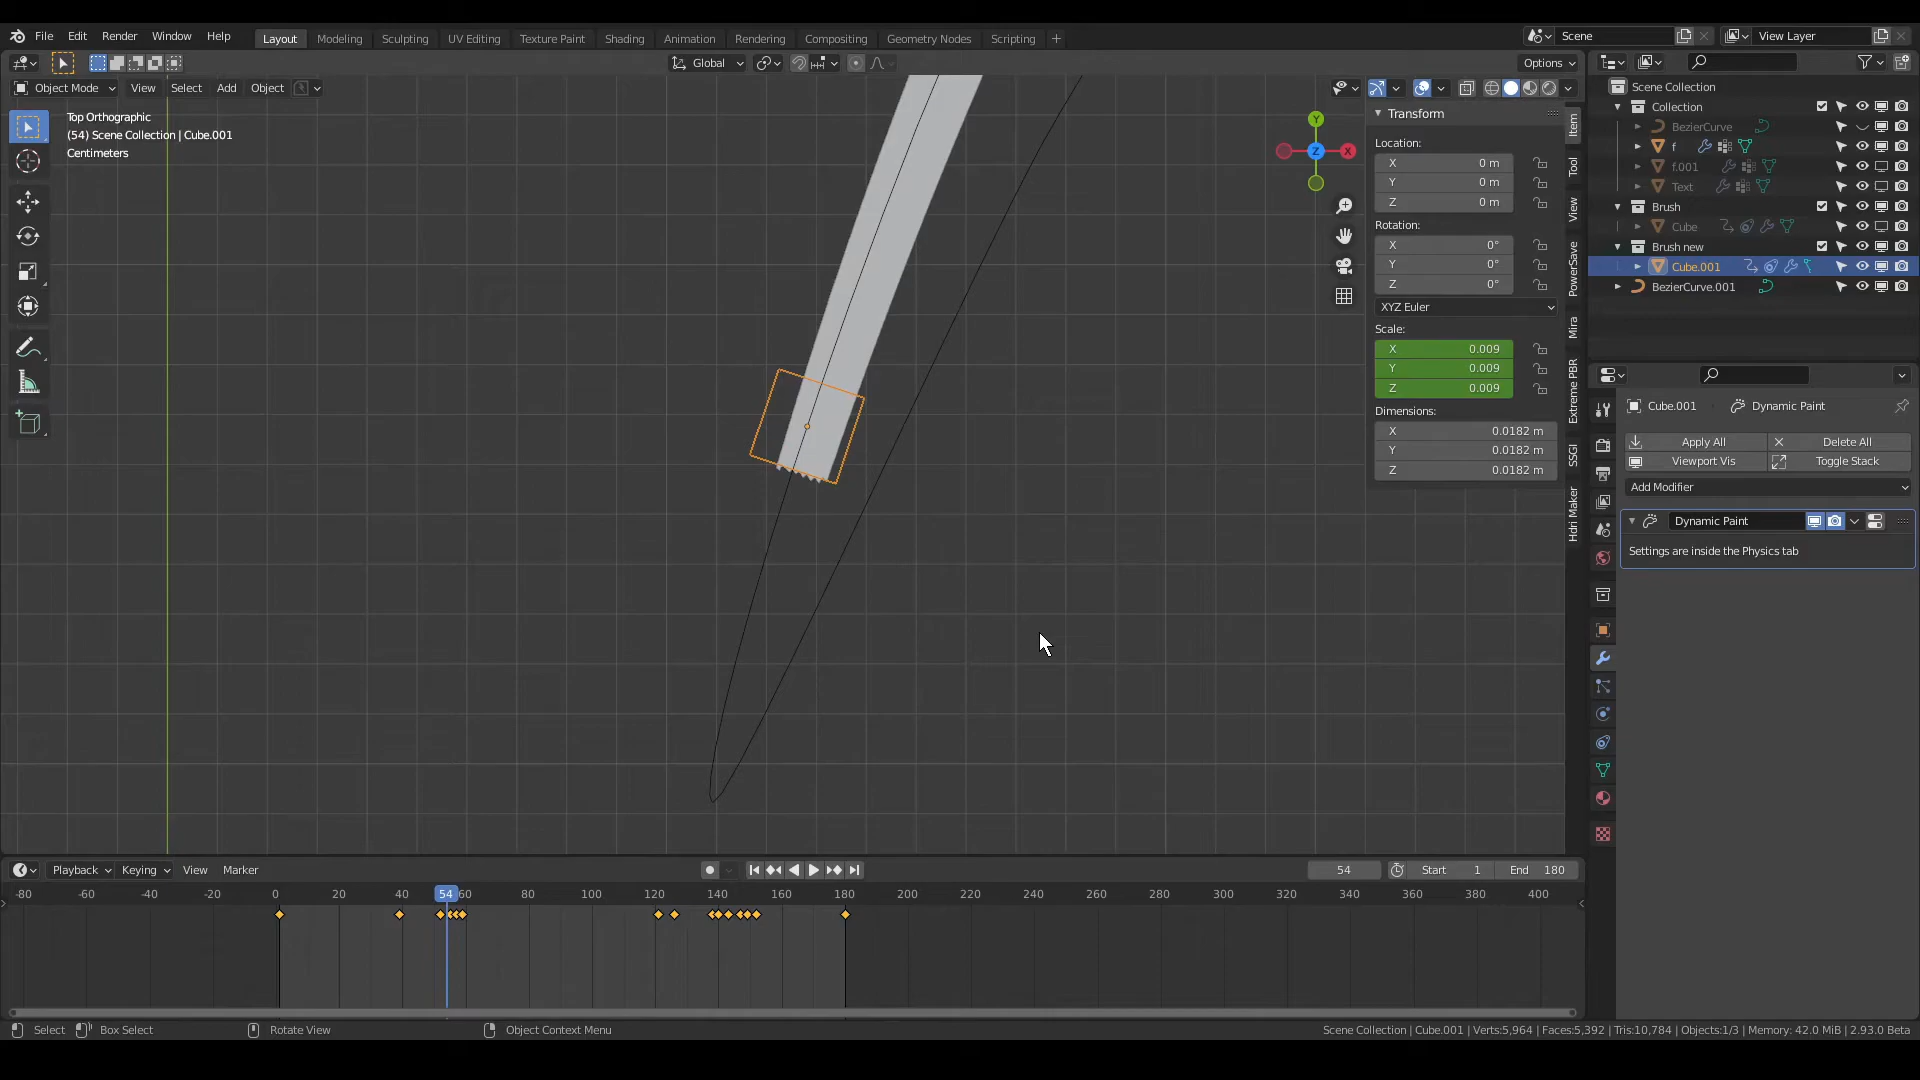 File Edit Render Window Help Layout Modeling Sculpting UV Editing Texture Paint Shading Animation Rendering Compositing Geometry Nodes Scripting + Scene View Layer
Global Options
Object Mode View Select Add Object
Top Orthographic
(54) Scene Collection | Cube.001
Centimeters
Y
X
Z
Transform
Location:
X 0 m
Y 0 m
Z 0 m
Rotation:
X 0°
Y 0°
Z 0°
XYZ Euler
Scale:
X 0.009
Y 0.009
Z 0.009
Dimensions:
X 0.0182 m
Y 0.0182 m
Z 0.0182 m
Item
Tool
View
PowerSave
Mira
Extreme PBR
SSGI
Hdri Maker
Scene Collection
Collection
BezierCurve
f
f.001
Text
Brush
Cube
Brush new
Cube.001
BezierCurve.001
Cube.001 Dynamic Paint
Apply All Delete All
Viewport Vis Toggle Stack
Add Modifier
Dynamic Paint
Settings are inside the Physics tab
Playback Keying View Marker 54 Start 1 End 180
-80 -60 -40 -20 0 20 40 54 60 80 100 120 140 160 180 200 220 240 260 280 300 320 340 360 380 400
Select Box Select Rotate View Object Context Menu Scene Collection | Cube.001 | Verts:5,964 | Faces:5,392 | Tris:10,784 | Objects:1/3 | Memory: 42.0 MiB | 2.93.0 Beta